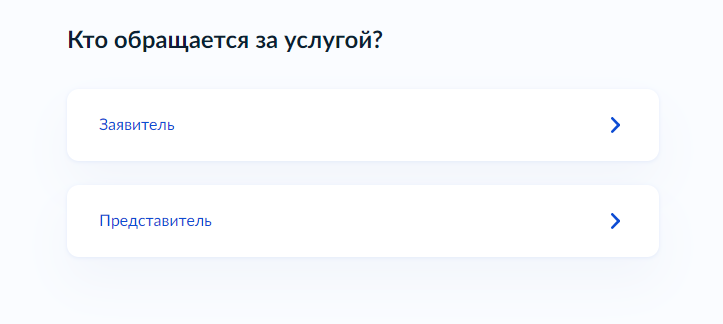 Кто обращается за услугой?
Заявитель
Представитель